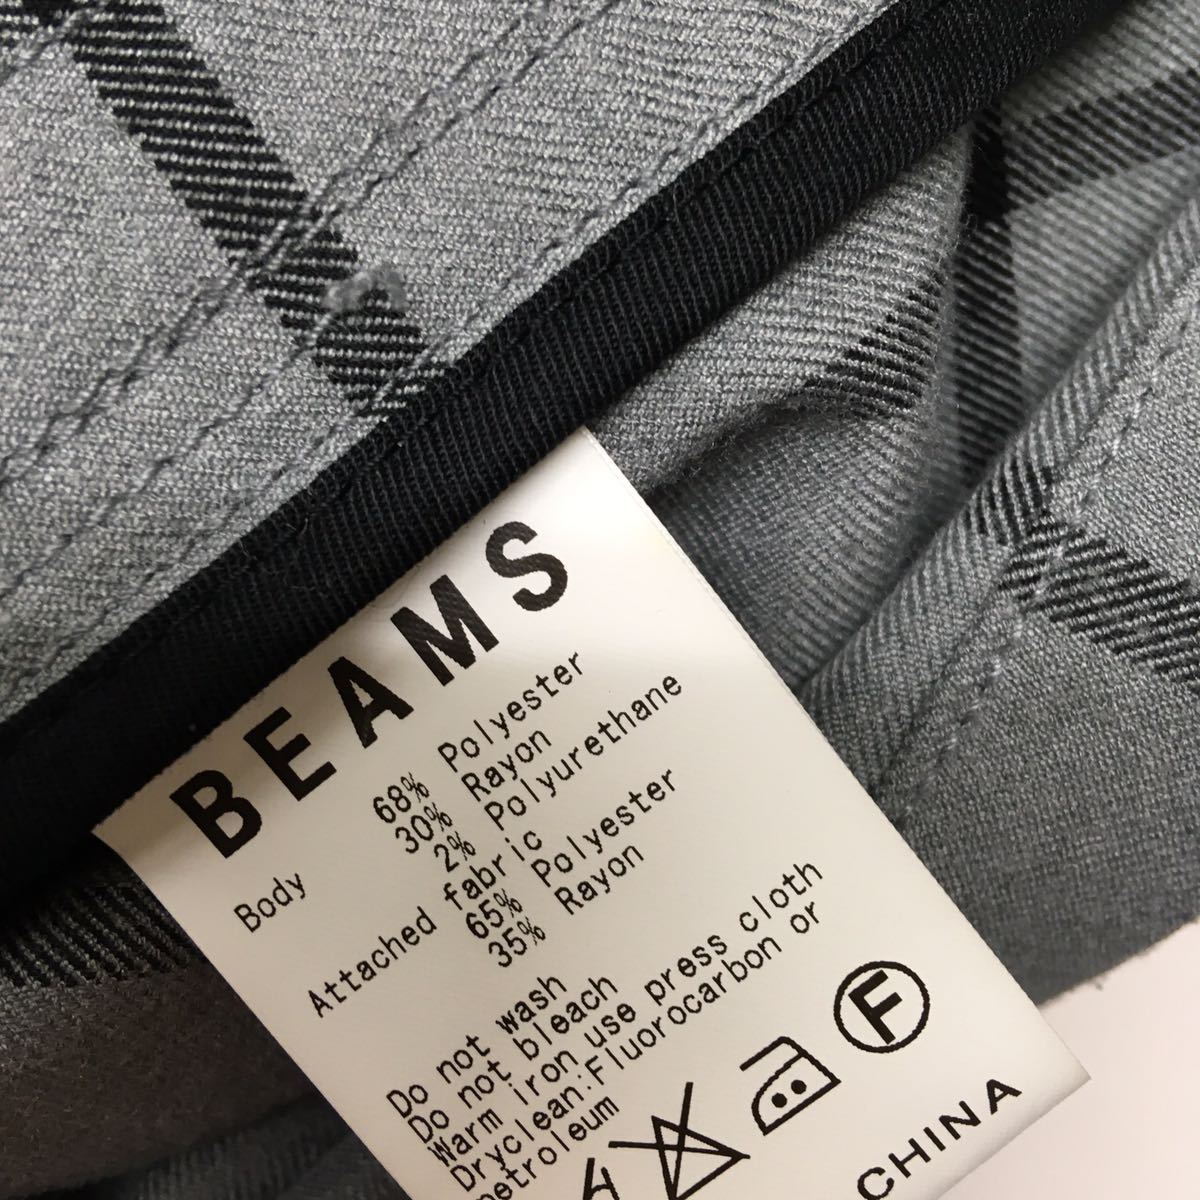 BEAMS
Body 68% Polyester
30% Rayon
2% Polyurethane
Attached fabric
65% Polyester
35% Rayon
Do not wash
Do not bleach
Warm iron use press cloth
Dryclean:Fluorocarbon or
petroleum
F
CHINA